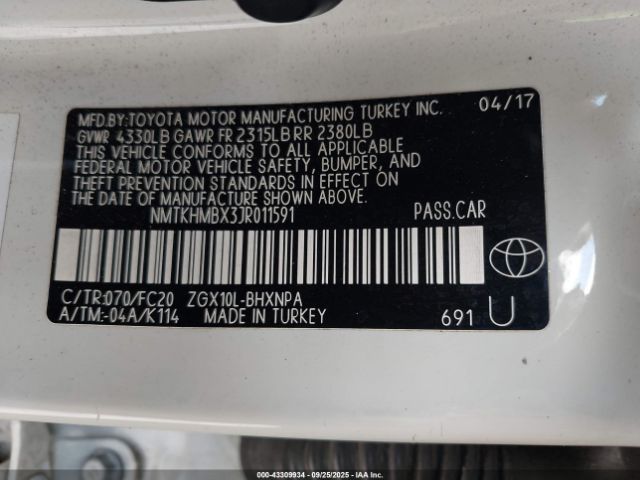 MFD.BY:TOYOTA MOTOR MANUFACTURING TURKEY INC. 04/17
GVWR 4330LB GAWR FR 2315LB RR 2380LB
THIS VEHICLE CONFORMS TO ALL APPLICABLE
FEDERAL MOTOR VEHICLE SAFETY, BUMPER, AND
THEFT PREVENTION STANDARDS IN EFFECT ON
THE DATE OF MANUFACTURE SHOWN ABOVE.
NMTKHMBX3JR011591 PASS.CAR
C/TR:070/FC20 ZGX10L-BHXNPA
A/TM:-04A/K114 MADE IN TURKEY 691 U
000-43309934 - 09/25/2025 - IAA Inc.